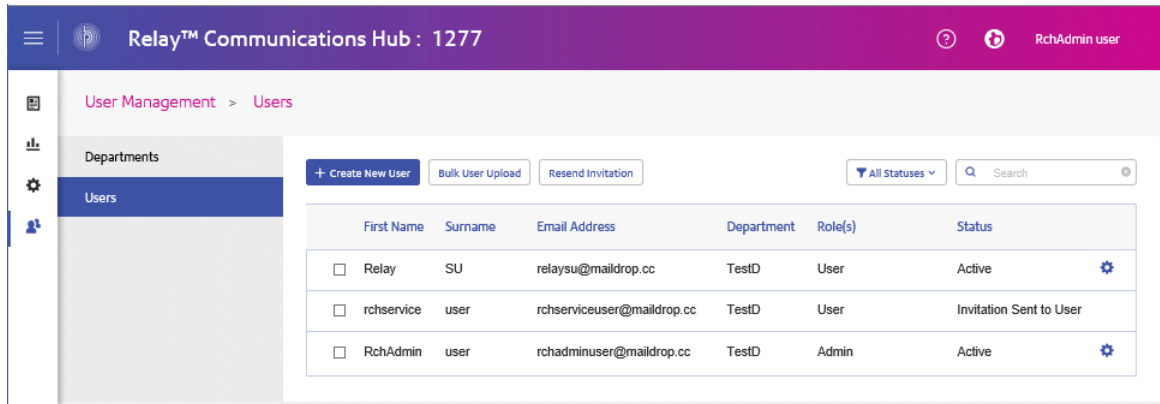 Relay™ Communications Hub : 1277
RchAdmin user
User Management > Users
Departments
Users
+ Create New User
Bulk User Upload
Resend Invitation
All Statuses
Search
First Name Surname Email Address Department Role(s) Status
Relay SU relaysu@maildrop.cc TestD User Active
rchservice user rchserviceuser@maildrop.cc TestD User Invitation Sent to User
RchAdmin user rchadminuser@maildrop.cc TestD Admin Active